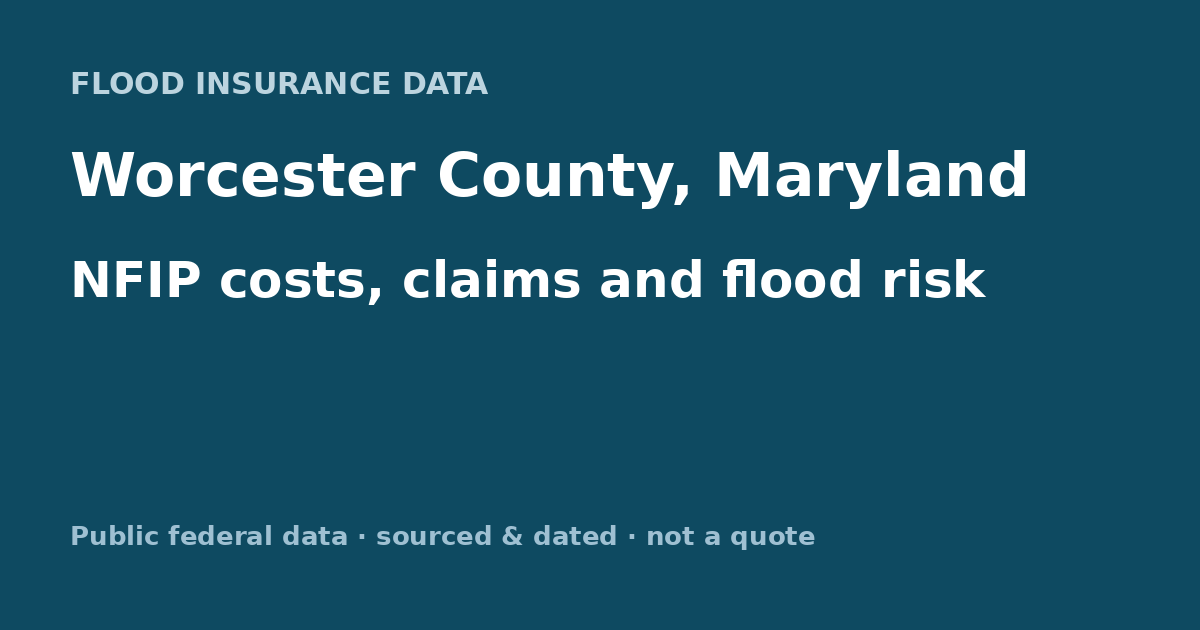 FLOOD INSURANCE DATA
Worcester County, Maryland
NFIP costs, claims and flood risk
Public federal data · sourced & dated · not a quote